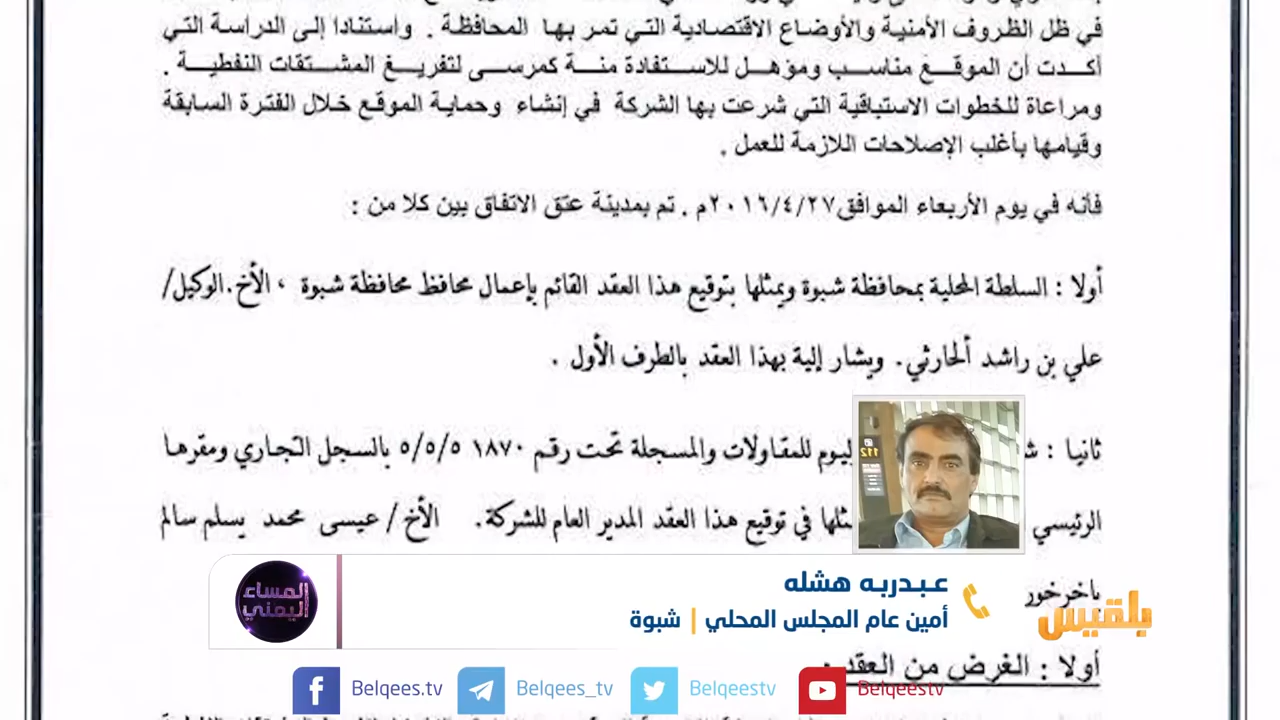 في ظل الظروف الأمنية والأوضاع الاقتصادية التي تمر بها المحافظة . واستنادا إلى الدراسة التي
أكدت أن الموقع مناسب ومؤهل للاستفادة منة كمرسى لتفريغ المشتقات النفطية .
ومراعاة للخطوات الاستباقية التي شرعت بها الشركة في إنشاء وحماية الموقع خلال الفترة السابقة
وقيامها بأغلب الإصلاحات اللازمة للعمل .
فأنه في يوم الأربعاء الموافق٢٠١٦/٤/٢٧م . تم بمدينة عتق الاتفاق بين كلا من :
أولا : السلطة المحلية بمحافظة شبوة ويمثلها بتوقيع هذا العقد القائم بإعمال محافظ محافظة شبوة ، الأخ.الوكيل/
علي بن راشد ألحارثي. ويشار إلية بهذا العقد بالطرف الأول .
ثانيا : للمقاولات والمسجلة تحت رقم ١٨٧٠ ٥/٥/٥ بالسجل التجاري ومقرها
الرئيسي في توقيع هذا العقد المدير العام للشركة. الأخ/ عيسى محمد يسلم سالم
112
المساء
اليمني
عبدربه هشله
أمين عام المجلس المحلي | شبوة
باخرخور
بلقيس
أولا : الغرض من العقد
Belqees.tv
Belqees_tv
Belqeestv
Belqeestv